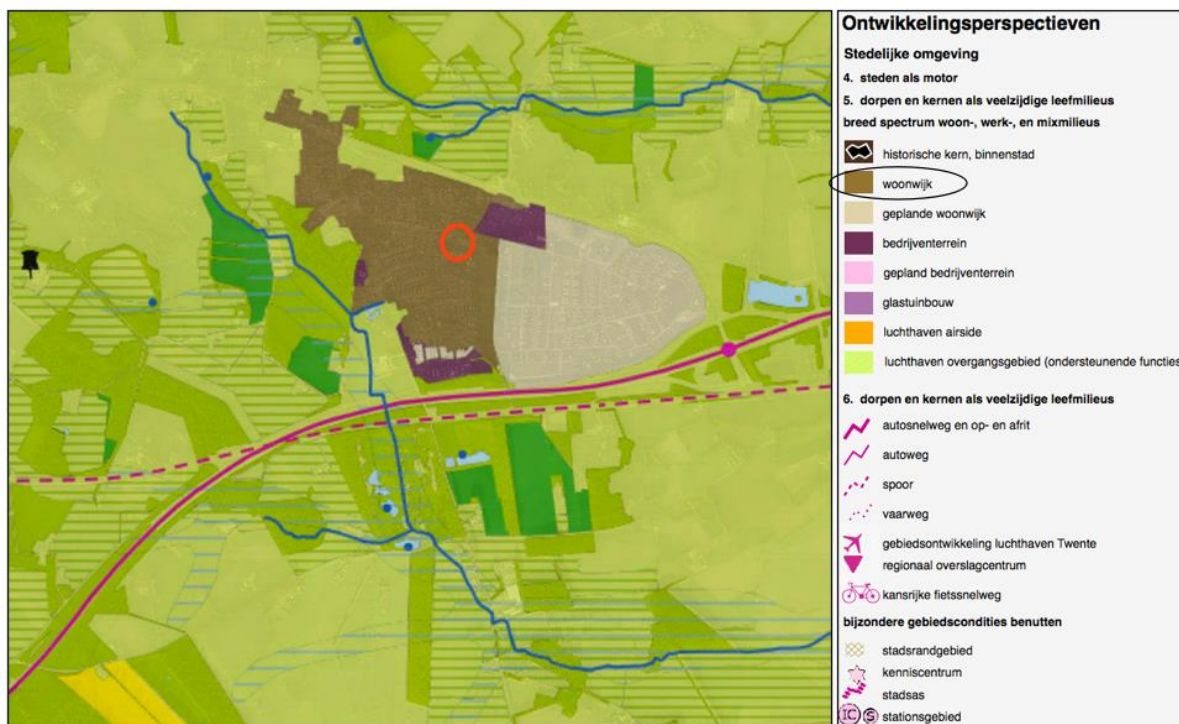 Ontwikkelingsperspectieven
Stedelijke omgeving
4. steden als motor
5. dorpen en kernen als veelzijdige leefmilieus
breed spectrum woon-, werk-, en mixmilieus
historische kern, binnenstad
woonwijk
geplande woonwijk
bedrijventerrein
gepland bedrijventerrein
glastuinbouw
luchthaven airside
luchthaven overgangsgebied (ondersteunende functies
6. dorpen en kernen als veelzijdige leefmilieus
autosnelweg en op- en afrit
autoweg
spoor
vaarweg
gebiedsontwikkeling luchthaven Twente
regionaal overslagcentrum
kansrijke fietssnelweg
bijzondere gebiedscondities benutten
stadsrandgebied
kenniscentrum
stadsas
IC S stationsgebied